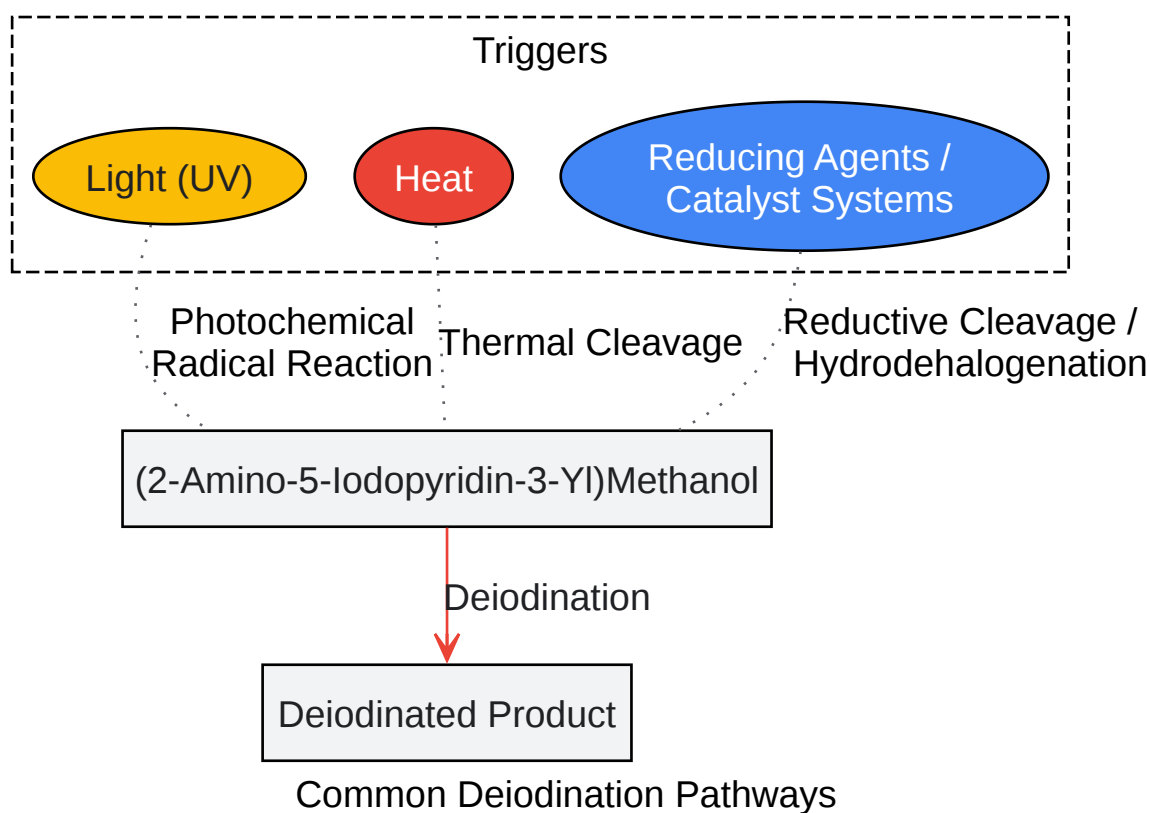 Triggers
Light (UV)
Heat
Reducing Agents /
Catalyst Systems
Photochemical
Radical Reaction
Thermal Cleavage
Reductive Cleavage /
Hydrodehalogenation
(2-Amino-5-Iodopyridin-3-Yl)Methanol
Deiodination
Deiodinated Product
Common Deiodination Pathways